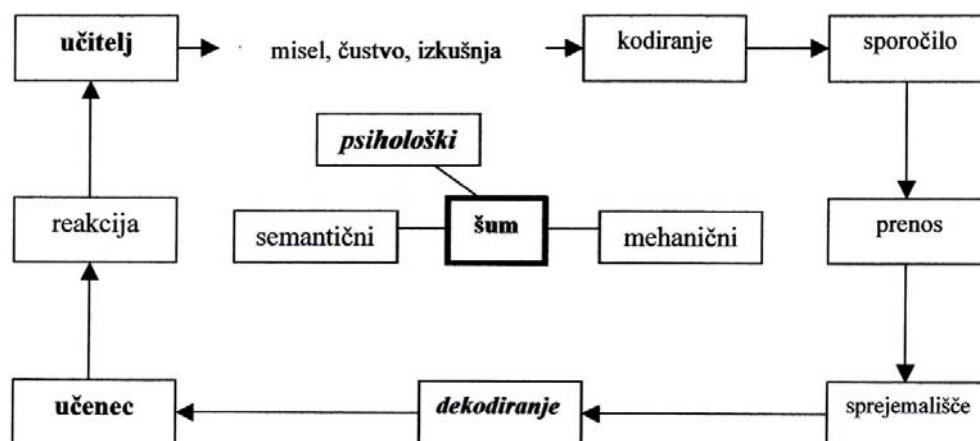 učitelj
misel, čustvo, izkušnja
kodiranje
sporočilo
psihološki
reakcija
semantični
šum
mehanični
prenos
učenec
dekodiranje
sprejemališče